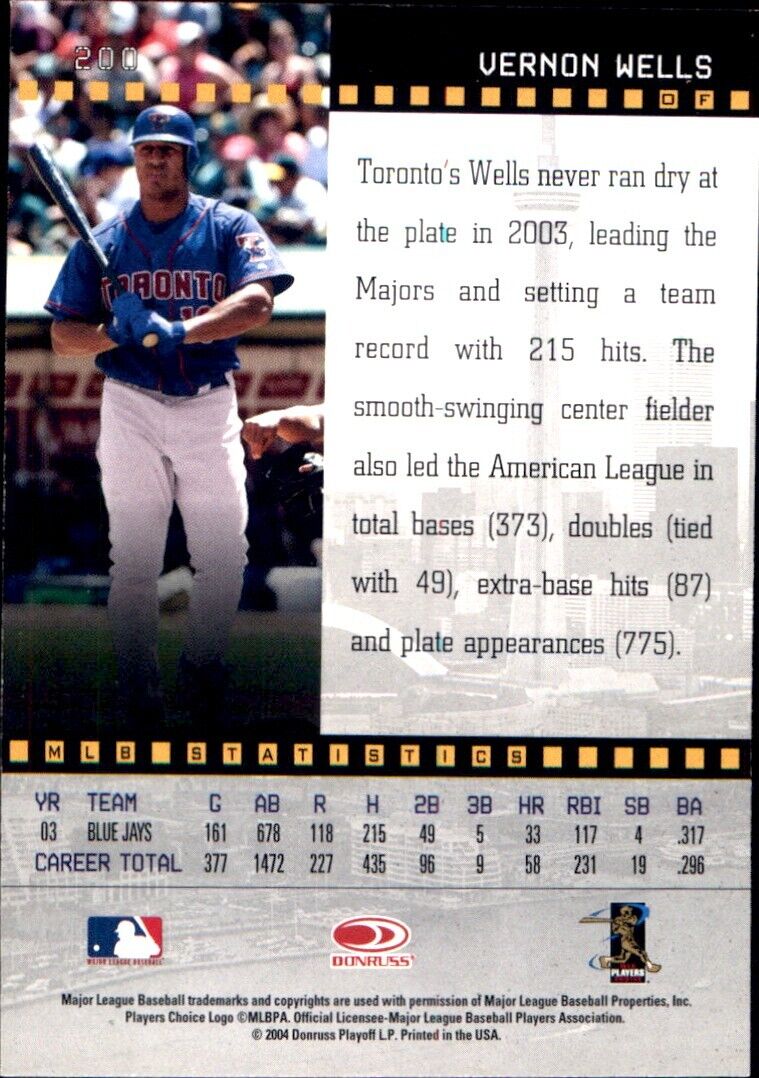 200
VERNON WELLS
OF
TORONTO
Toronto's Wells never ran dry at
the plate in 2003, leading the
Majors and setting a team
record with 215 hits. The
smooth-swinging center fielder
also led the American League in
total bases (373), doubles (tied
with 49), extra-base hits (87)
and plate appearances (775).
MLB STATISTICS
YR TEAM G AB R H 2B 3B HR RBI SB BA
03 BLUE JAYS 161 678 118 215 49 5 33 117 4 .317
CAREER TOTAL 377 1472 227 435 96 9 58 231 19 .296
MAJOR LEAGUE BASEBALL
DONRUSS
PLAYERS
Major League Baseball trademarks and copyrights are used with permission of Major League Baseball Properties, Inc.
Players Choice Logo ©MLBPA. Official Licensee-Major League Baseball Players Association.
© 2004 Donruss Playoff L.P. Printed in the USA.